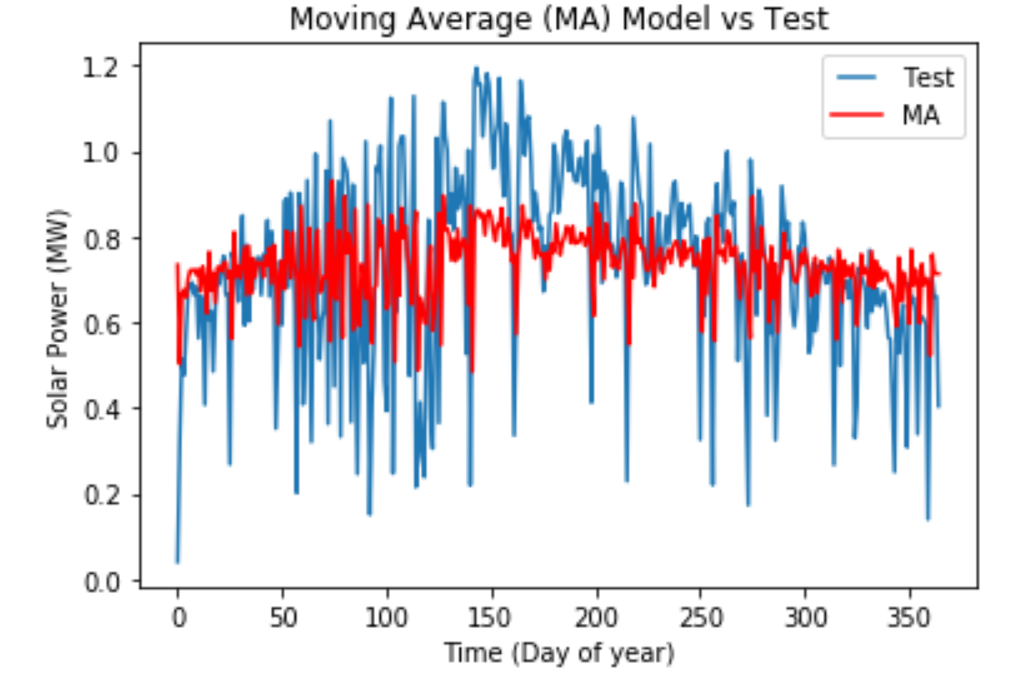 Moving Average (MA) Model vs Test
Test
MA
Solar Power (MW)
1.2
1.0
0.8
0.6
0.4
0.2
0.0
0 50 100 150 200 250 300 350
Time (Day of year)